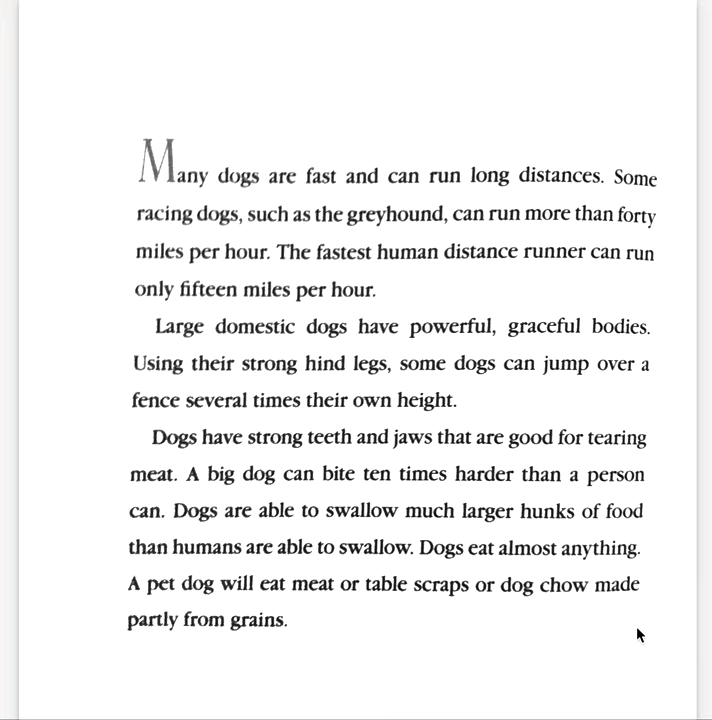 Many dogs are fast and can run long distances. Some
racing dogs, such as the greyhound, can run more than forty
miles per hour. The fastest human distance runner can run
only fifteen miles per hour.
Large domestic dogs have powerful, graceful bodies.
Using their strong hind legs, some dogs can jump over a
fence several times their own height.
Dogs have strong teeth and jaws that are good for tearing
meat. A big dog can bite ten times harder than a person
can. Dogs are able to swallow much larger hunks of food
than humans are able to swallow. Dogs eat almost anything.
A pet dog will eat meat or table scraps or dog chow made
partly from grains.